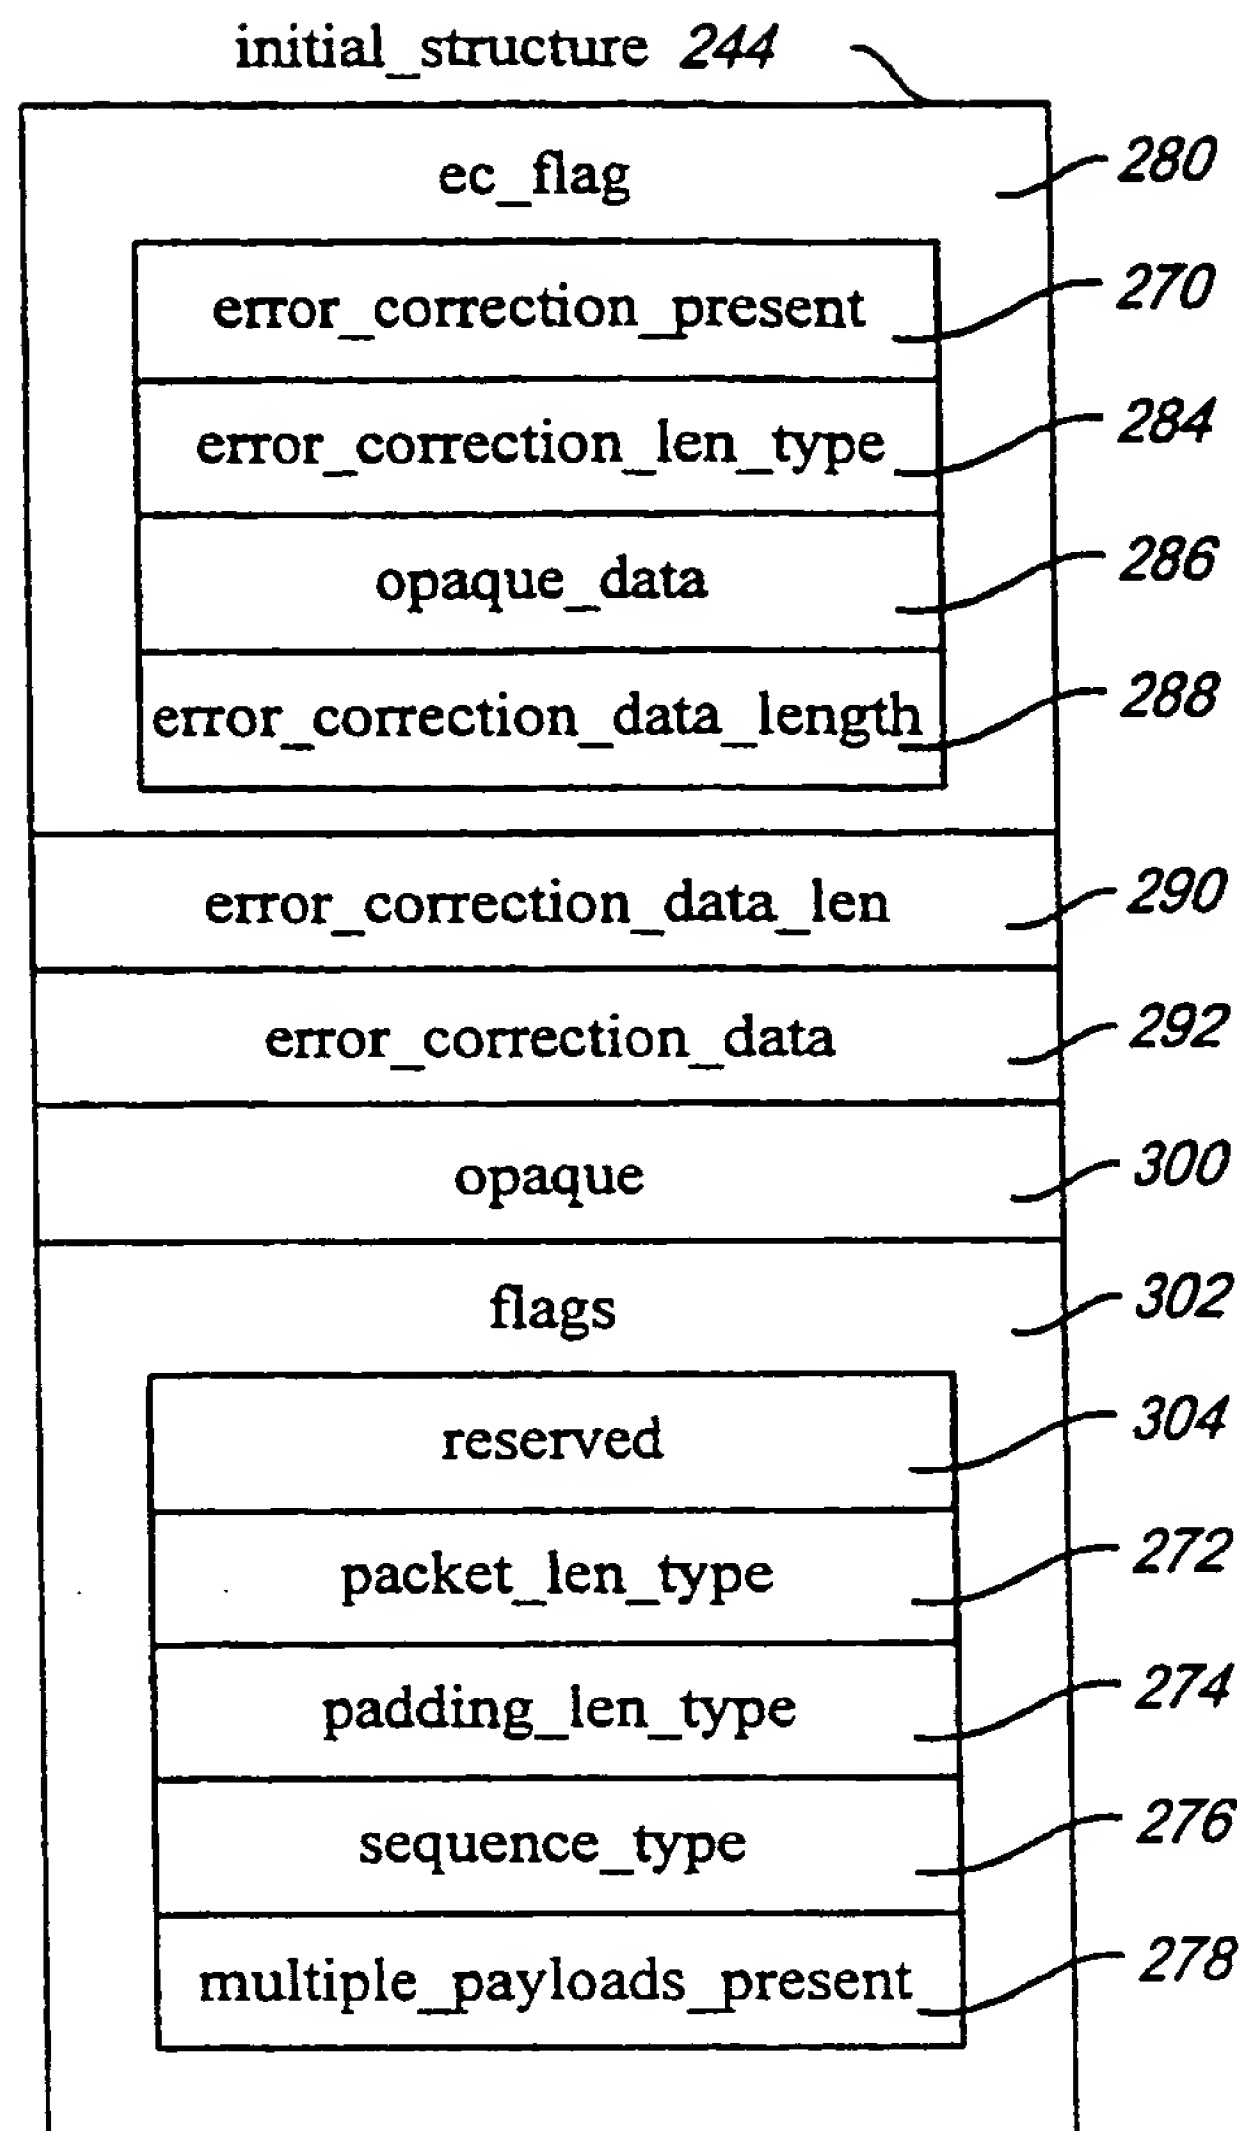 initial_structure 244
ec_flag 280
error_correction_present 270
error_correction_len_type 284
opaque_data 286
error_correction_data_length 288
error_correction_data_len 290
error_correction_data 292
opaque 300
flags 302
reserved 304
packet_len_type 272
padding_len_type 274
sequence_type 276
multiple_payloads_present 278